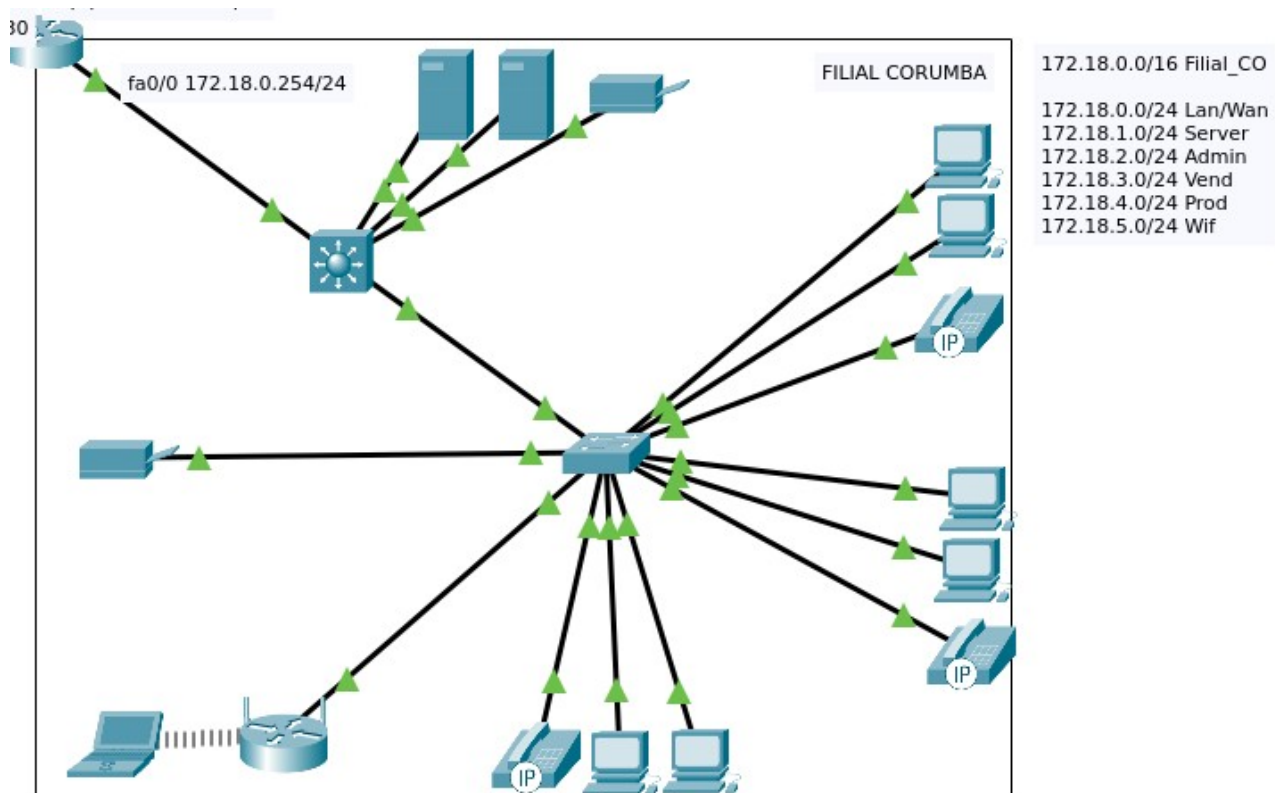 30
fa0/0 172.18.0.254/24
FILIAL CORUMBA
172.18.0.0/16 Filial_CO
172.18.0.0/24 Lan/Wan
172.18.1.0/24 Server
172.18.2.0/24 Admin
172.18.3.0/24 Vend
172.18.4.0/24 Prod
172.18.5.0/24 Wif
IP
IP
IP